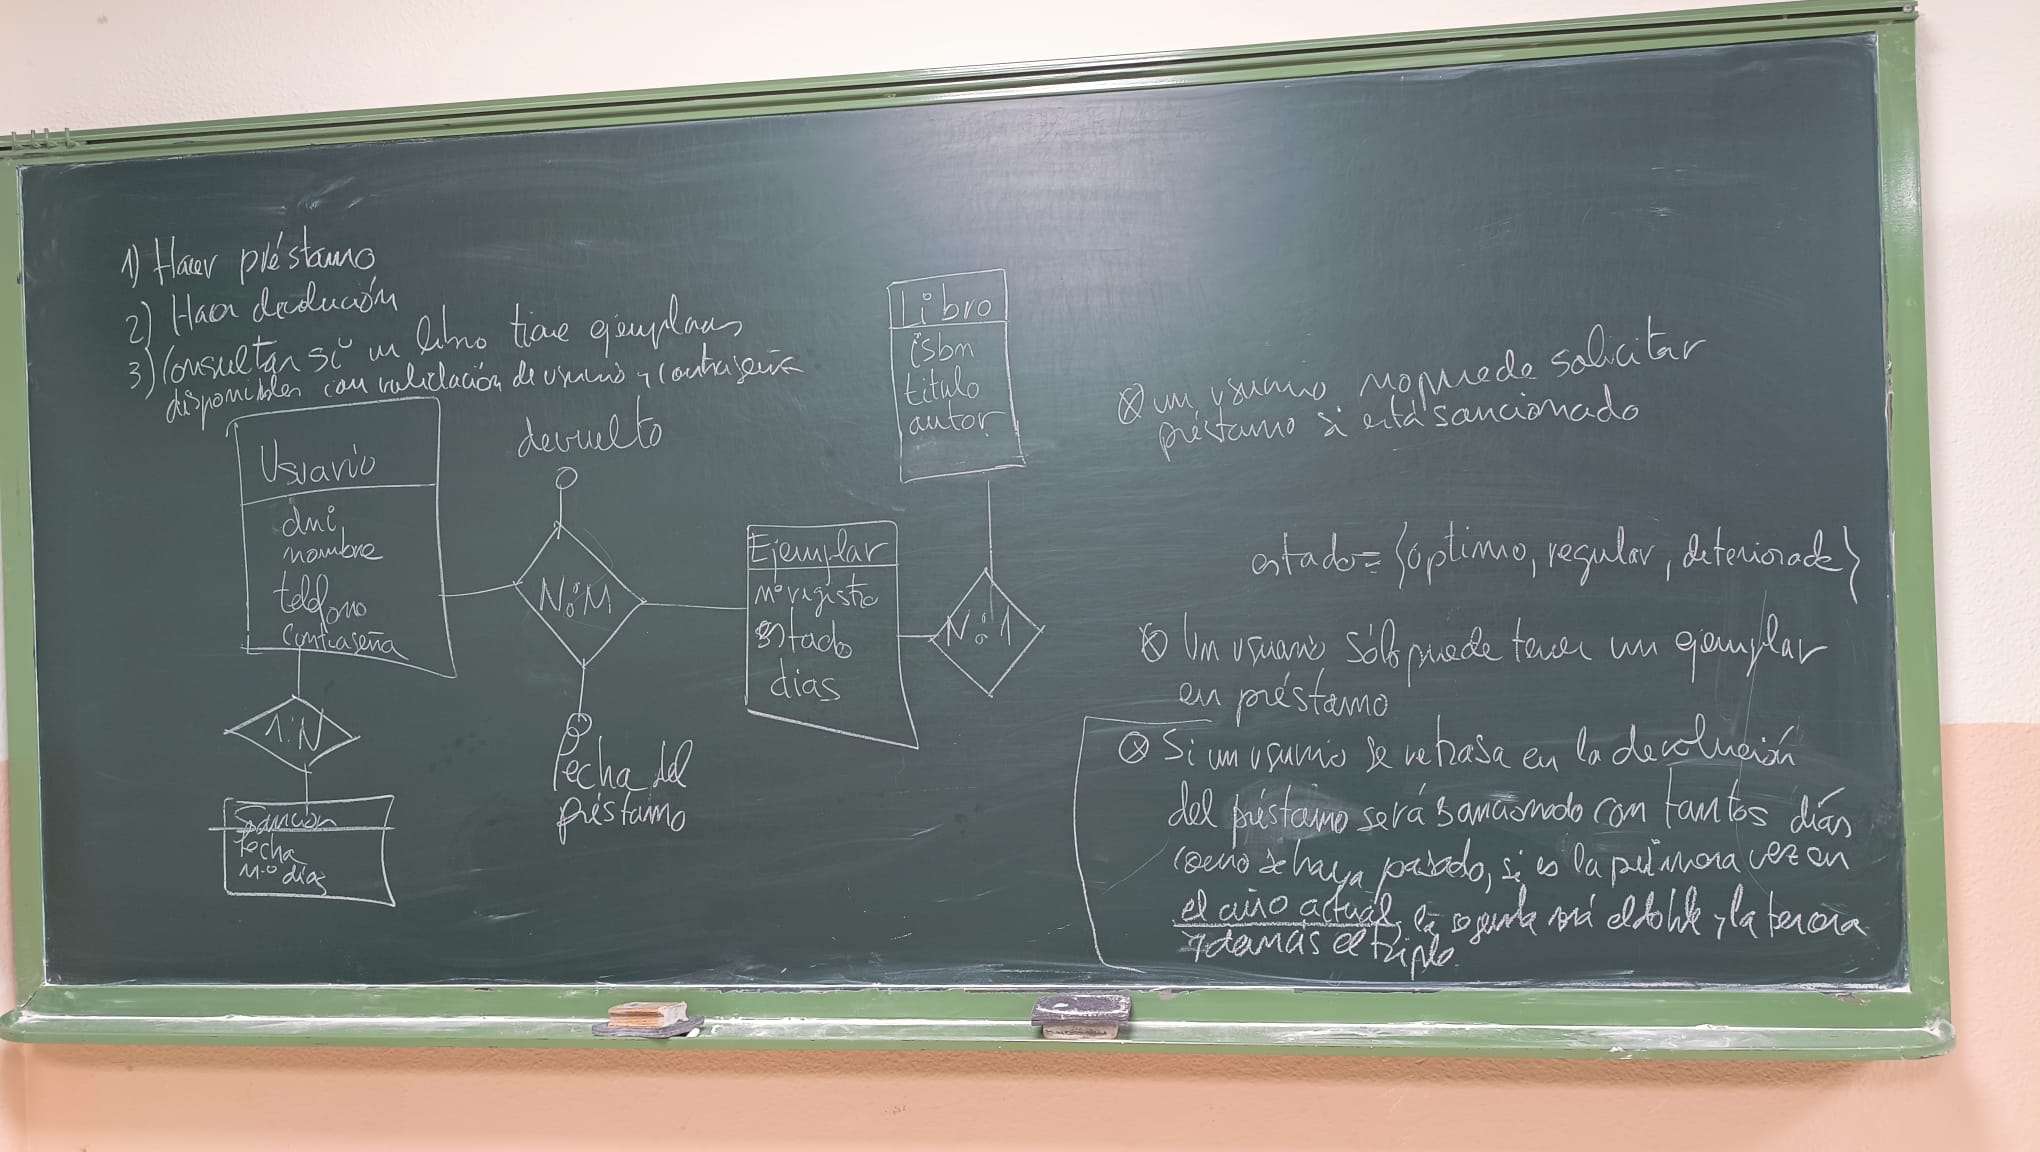 1) Hacer préstamo
2) Hacer devolución
3) Consultar si un libro tiene ejemplares
disponibles con validación de usuario y contraseña
Usuario
dni
nombre
teléfono
contraseña
1:N
Sanción
fecha
n.º días
devuelto
N:M
Fecha del
préstamo
Ejemplar
nº registro
estado
dias
N:1
Libro
isbn
titulo
autor
un usuario no puede solicitar
préstamo si está sancionado
estado = {óptimo, regular, deteriorado}
Un usuario sólo puede tener un ejemplar
en préstamo
Si un usuario se retrasa en la devolución
del préstamo será sancionado con tantos días
como se haya pasado, si es la primera vez en
el año actual, la segunda será el doble y la tercera
y demás el triple.